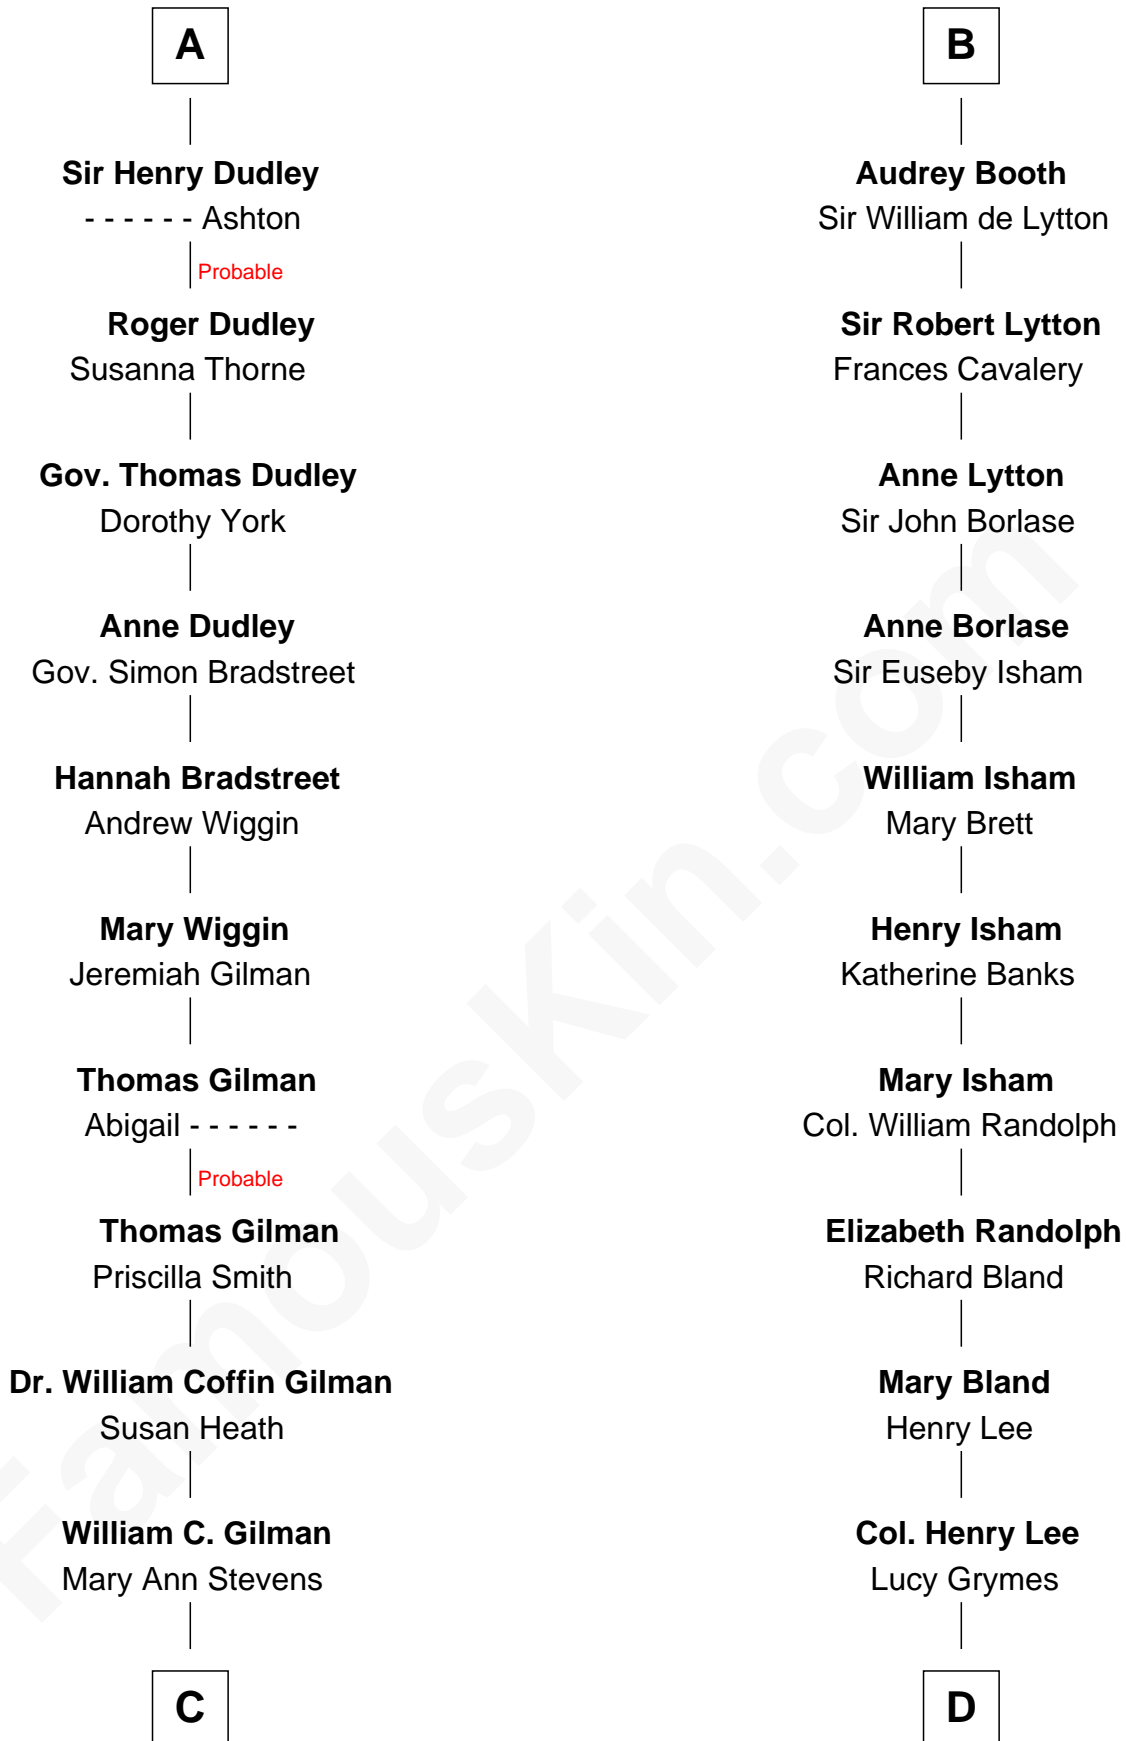 A
Sir Henry Dudley
- - - - - - Ashton
Probable
Roger Dudley
Susanna Thorne
Gov. Thomas Dudley
Dorothy York
Anne Dudley
Gov. Simon Bradstreet
Hannah Bradstreet
Andrew Wiggin
Mary Wiggin
Jeremiah Gilman
Thomas Gilman
Abigail - - - - - -
Probable
Thomas Gilman
Priscilla Smith
Dr. William Coffin Gilman
Susan Heath
William C. Gilman
Mary Ann Stevens
C
B
Audrey Booth
Sir William de Lytton
Sir Robert Lytton
Frances Cavalery
Anne Lytton
Sir John Borlase
Anne Borlase
Sir Euseby Isham
William Isham
Mary Brett
Henry Isham
Katherine Banks
Mary Isham
Col. William Randolph
Elizabeth Randolph
Richard Bland
Mary Bland
Henry Lee
Col. Henry Lee
Lucy Grymes
D
FamousKin.com